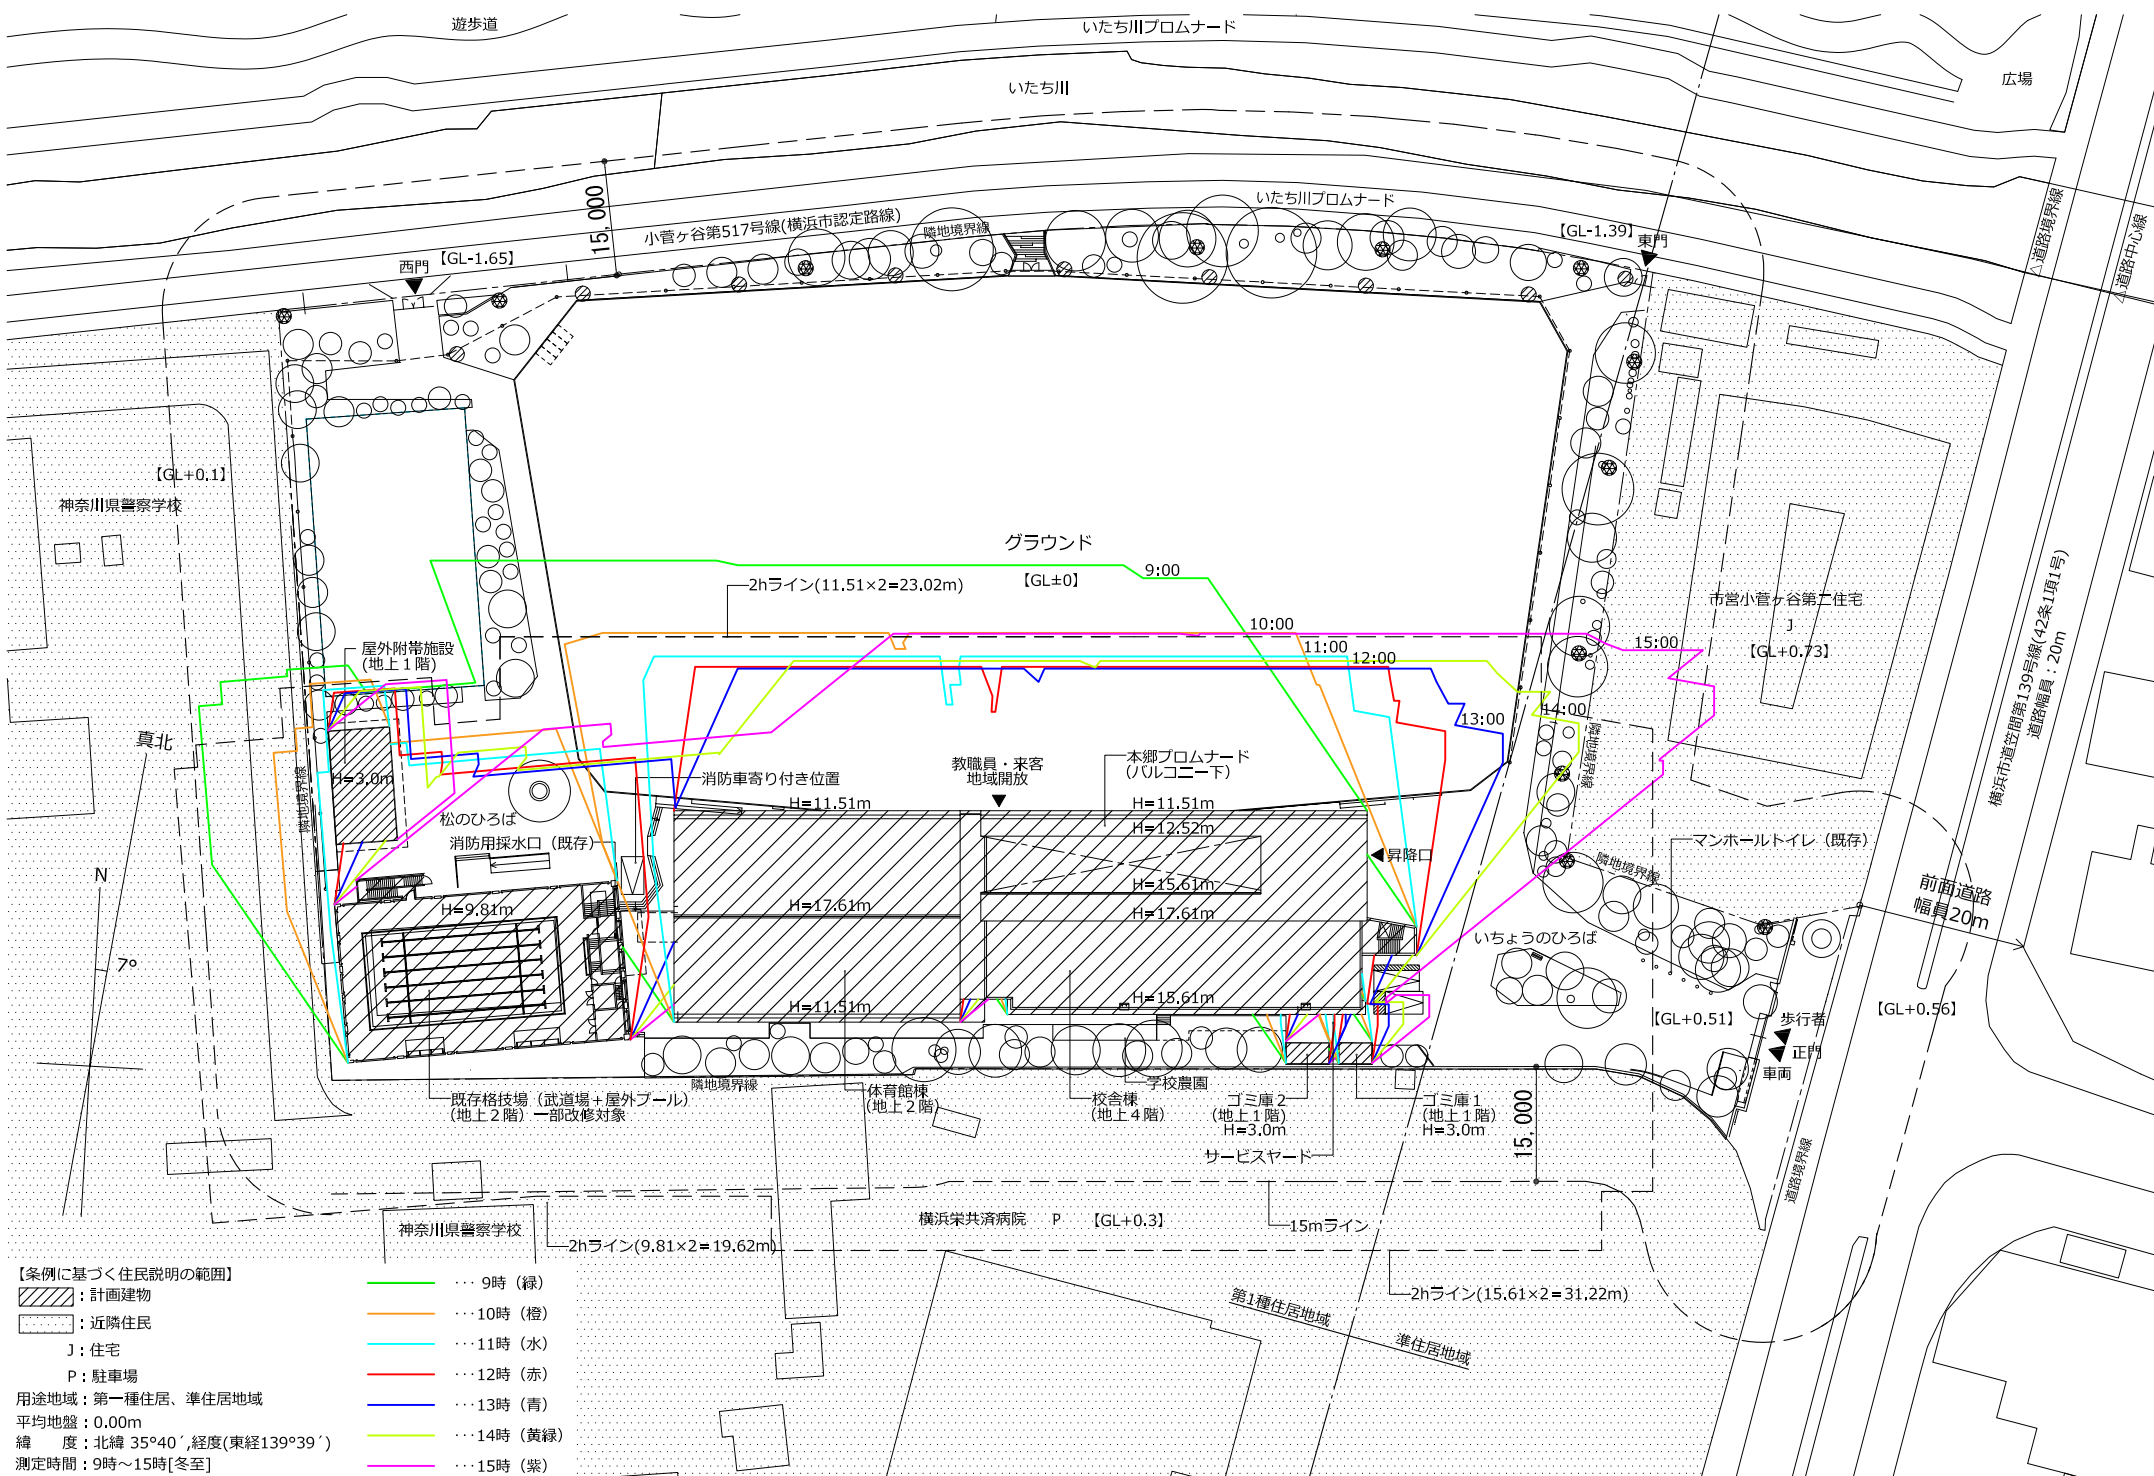 遊歩道
いたち川プロムナード
広場
いたち川
15,000
小菅ヶ谷第517号線(横浜市認定路線)
隣地境界線
いたち川プロムナード
【GL-1.39】
東門
△道路境界線
△道路中心線
西門
【GL-1.65】
【GL+0.1】
神奈川県警察学校
グラウンド
【GL±0】
9:00
2hライン(11.51×2=23.02m)
10:00
11:00
12:00
13:00
14:00
15:00
市営小菅ヶ谷第二住宅
J
【GL+0.73】
横浜市道笠間第139号線(42条1項1号)
道路幅員：20m
屋外附帯施設
(地上１階)
真北
N
7°
H=3.0m
隣地境界線
隣地境界線
松のひろば
消防用採水口（既存）
消防車寄り付き位置
教職員・来客
地域開放
本郷プロムナード
（バルコニー下）
H=11.51m
H=11.51m
H=12.52m
H=15.61m
H=17.61m
H=17.61m
H=9.81m
H=11.51m
H=15.61m
昇降口
マンホールトイレ（既存）
隣地境界線
前面道路
幅員20m
いちょうのひろば
【GL+0.51】
【GL+0.56】
歩行者
正門
車両
隣地境界線
既存格技場（武道場＋屋外プール）
(地上２階) 一部改修対象
体育館棟
(地上２階)
学校農園
校舎棟
(地上４階)
ゴミ庫２
(地上１階)
H=3.0m
ゴミ庫１
(地上１階)
H=3.0m
サービスヤード
15,000
道路境界線
神奈川県警察学校
2hライン(9.81×2=19.62m)
横浜栄共済病院
P
【GL+0.3】
15mライン
2hライン(15.61×2=31.22m)
第1種住居地域
準住居地域
【条例に基づく住民説明の範囲】
：計画建物
：近隣住民
J：住宅
P：駐車場
用途地域：第一種住居、準住居地域
平均地盤：0.00m
緯　度：北緯 35°40´,経度(東経139°39´)
測定時間：9時～15時[冬至]
･･･ 9時（緑）
･･･10時（橙）
･･･11時（水）
･･･12時（赤）
･･･13時（青）
･･･14時（黄緑）
･･･15時（紫）